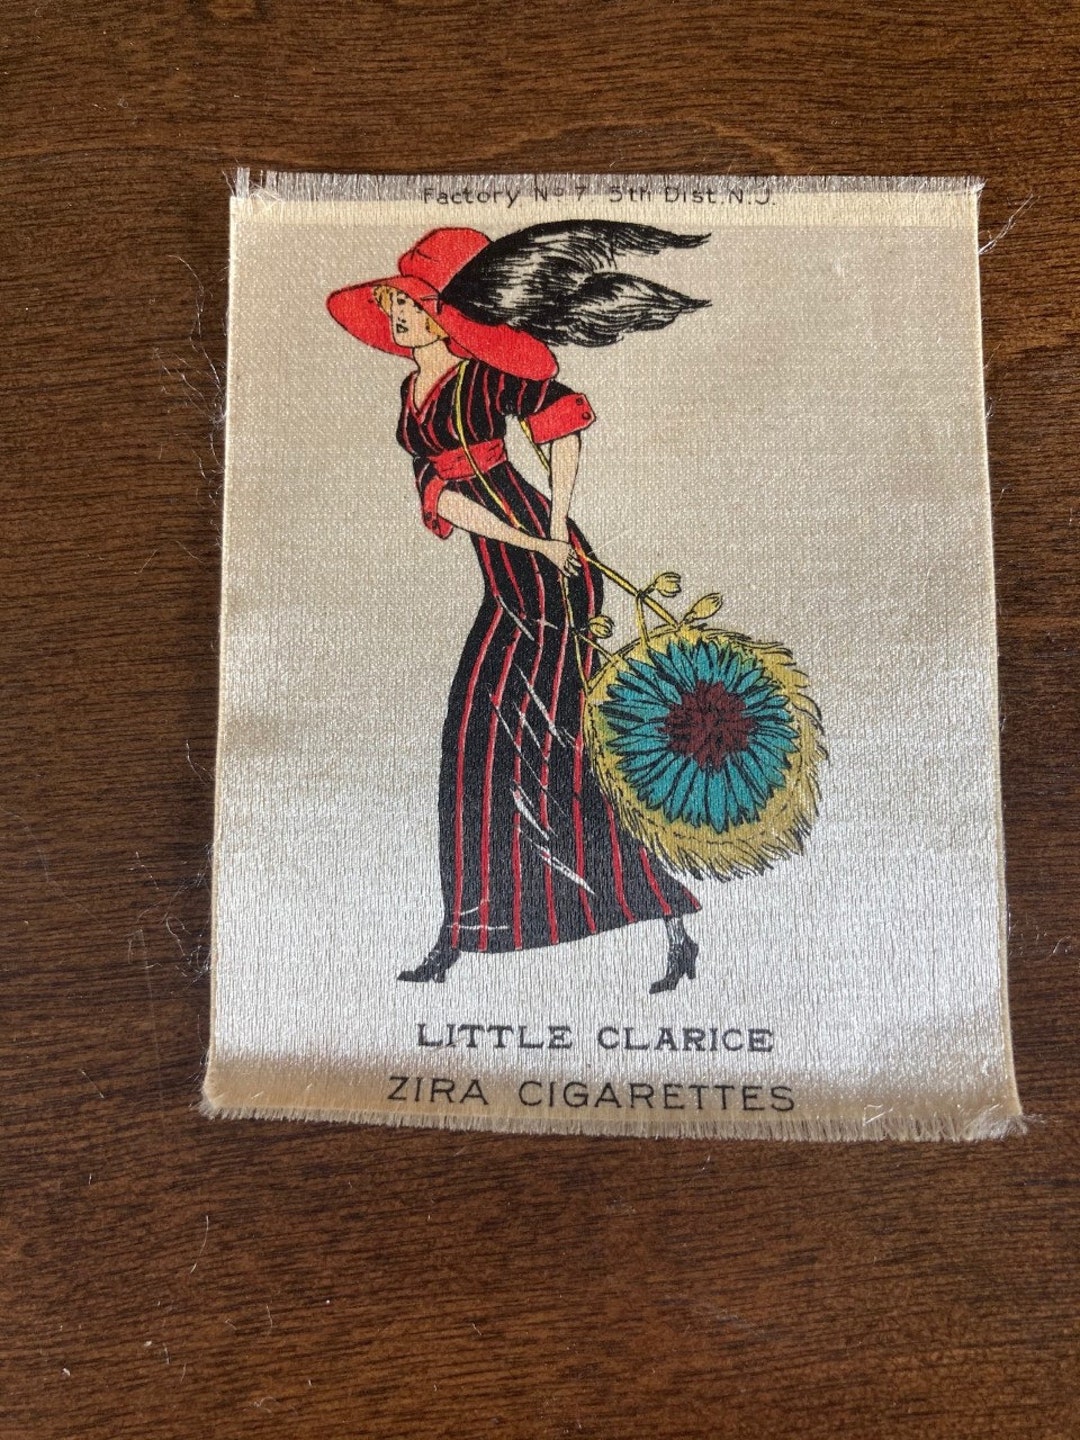 Factory Nº 7 5th Dist. N.J.
LITTLE CLARICE
ZIRA CIGARETTES